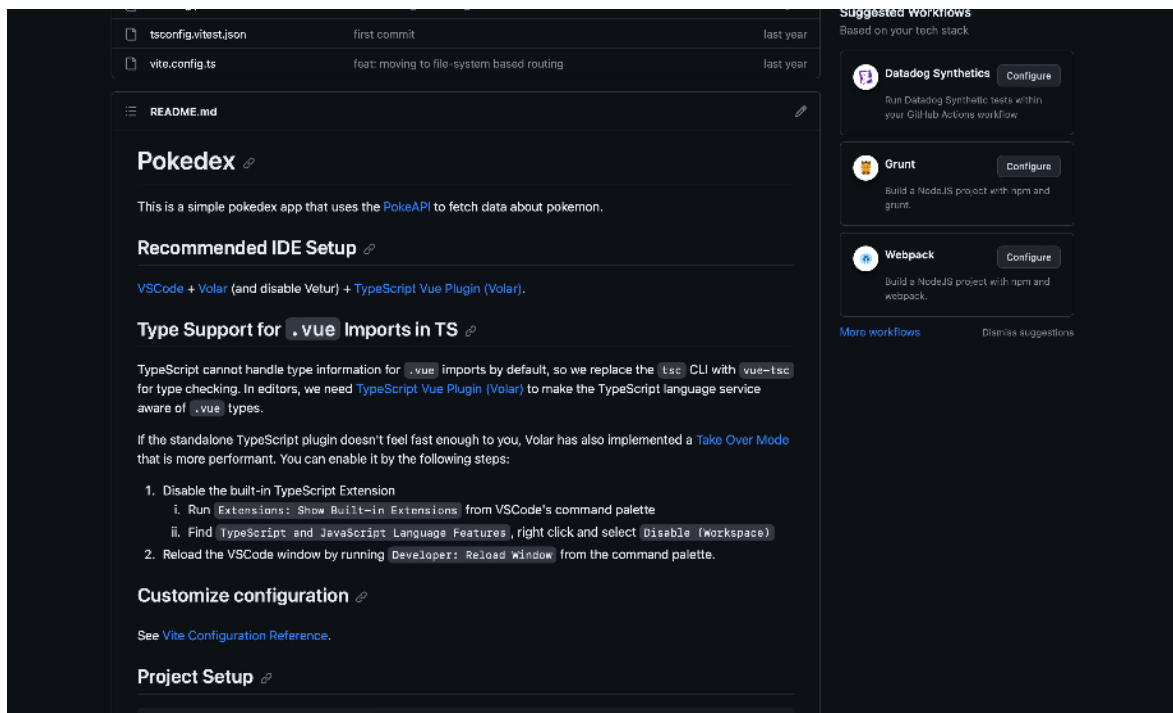 Suggested Workflows
tsconfig.vitest.json first commit last year
Based on your tech stack
vite.config.ts feat: moving to file-system based routing last year
README.md
Pokedex
This is a simple pokedex app that uses the PokeAPI to fetch data about pokemon.
Recommended IDE Setup
VSCode + Volar (and disable Vetur) + TypeScript Vue Plugin (Volar).
Type Support for .vue Imports in TS
TypeScript cannot handle type information for .vue imports by default, so we replace the tsc CLI with vue-tsc
for type checking. In editors, we need TypeScript Vue Plugin (Volar) to make the TypeScript language service
aware of .vue types.
If the standalone TypeScript plugin doesn't feel fast enough to you, Volar has also implemented a Take Over Mode
that is more performant. You can enable it by the following steps:
1. Disable the built-in TypeScript Extension
i. Run Extensions: Show Built-in Extensions from VSCode's command palette
ii. Find TypeScript and JavaScript Language Features, right click and select Disable (Workspace)
2. Reload the VSCode window by running Developer: Reload Window from the command palette.
Customize configuration
See Vite Configuration Reference.
Project Setup
Datadog Synthetics Configure
Run Datadog Synthetic tests within
your GitHub Actions workflow
Grunt Configure
Build a NodeJS project with npm and
grunt.
Webpack Configure
Build a NodeJS project with npm and
webpack.
More workflows Dismiss suggestions